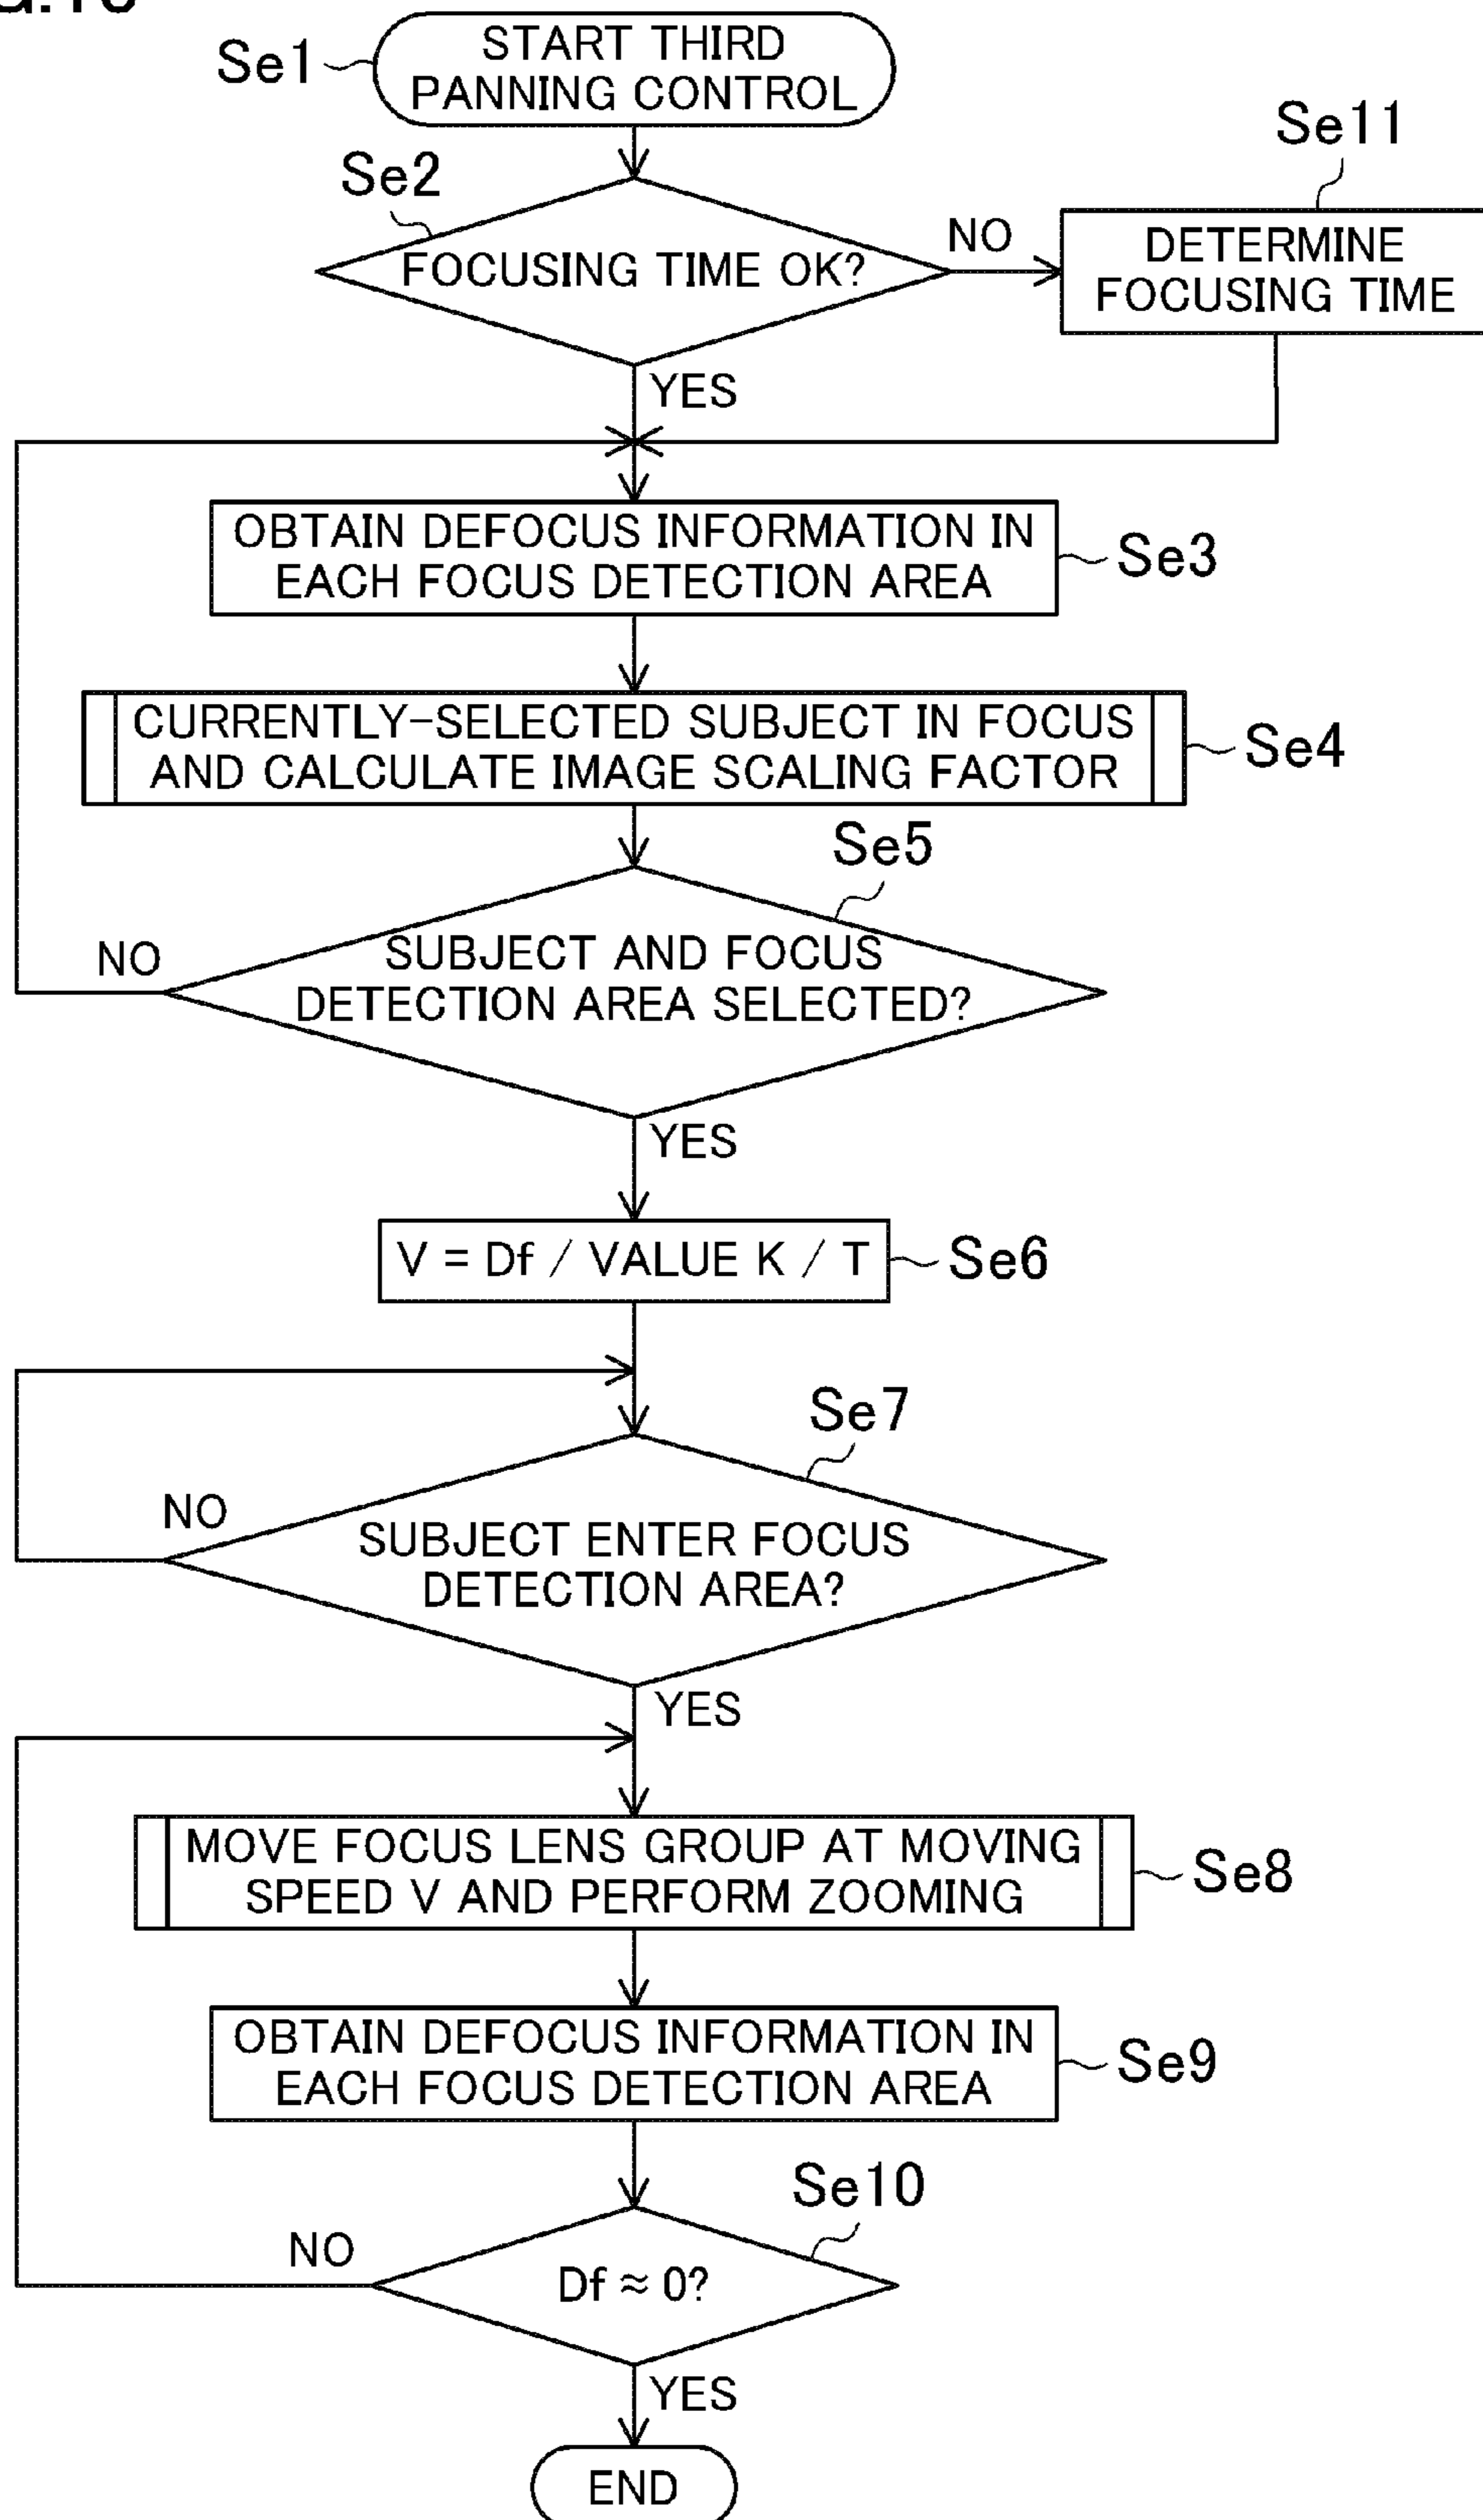 Se1
START THIRD
PANNING CONTROL
Se11
Se2
NO
FOCUSING TIME OK?
DETERMINE
FOCUSING TIME
YES
OBTAIN DEFOCUS INFORMATION IN
EACH FOCUS DETECTION AREA
Se3
CURRENTLY-SELECTED SUBJECT IN FOCUS
AND CALCULATE IMAGE SCALING FACTOR
Se4
Se5
NO
SUBJECT AND FOCUS
DETECTION AREA SELECTED?
YES
V = Df / VALUE K / T
Se6
Se7
NO
SUBJECT ENTER FOCUS
DETECTION AREA?
YES
MOVE FOCUS LENS GROUP AT MOVING
SPEED V AND PERFORM ZOOMING
Se8
OBTAIN DEFOCUS INFORMATION IN
EACH FOCUS DETECTION AREA
Se9
Se10
NO
Df ≈ 0?
YES
END